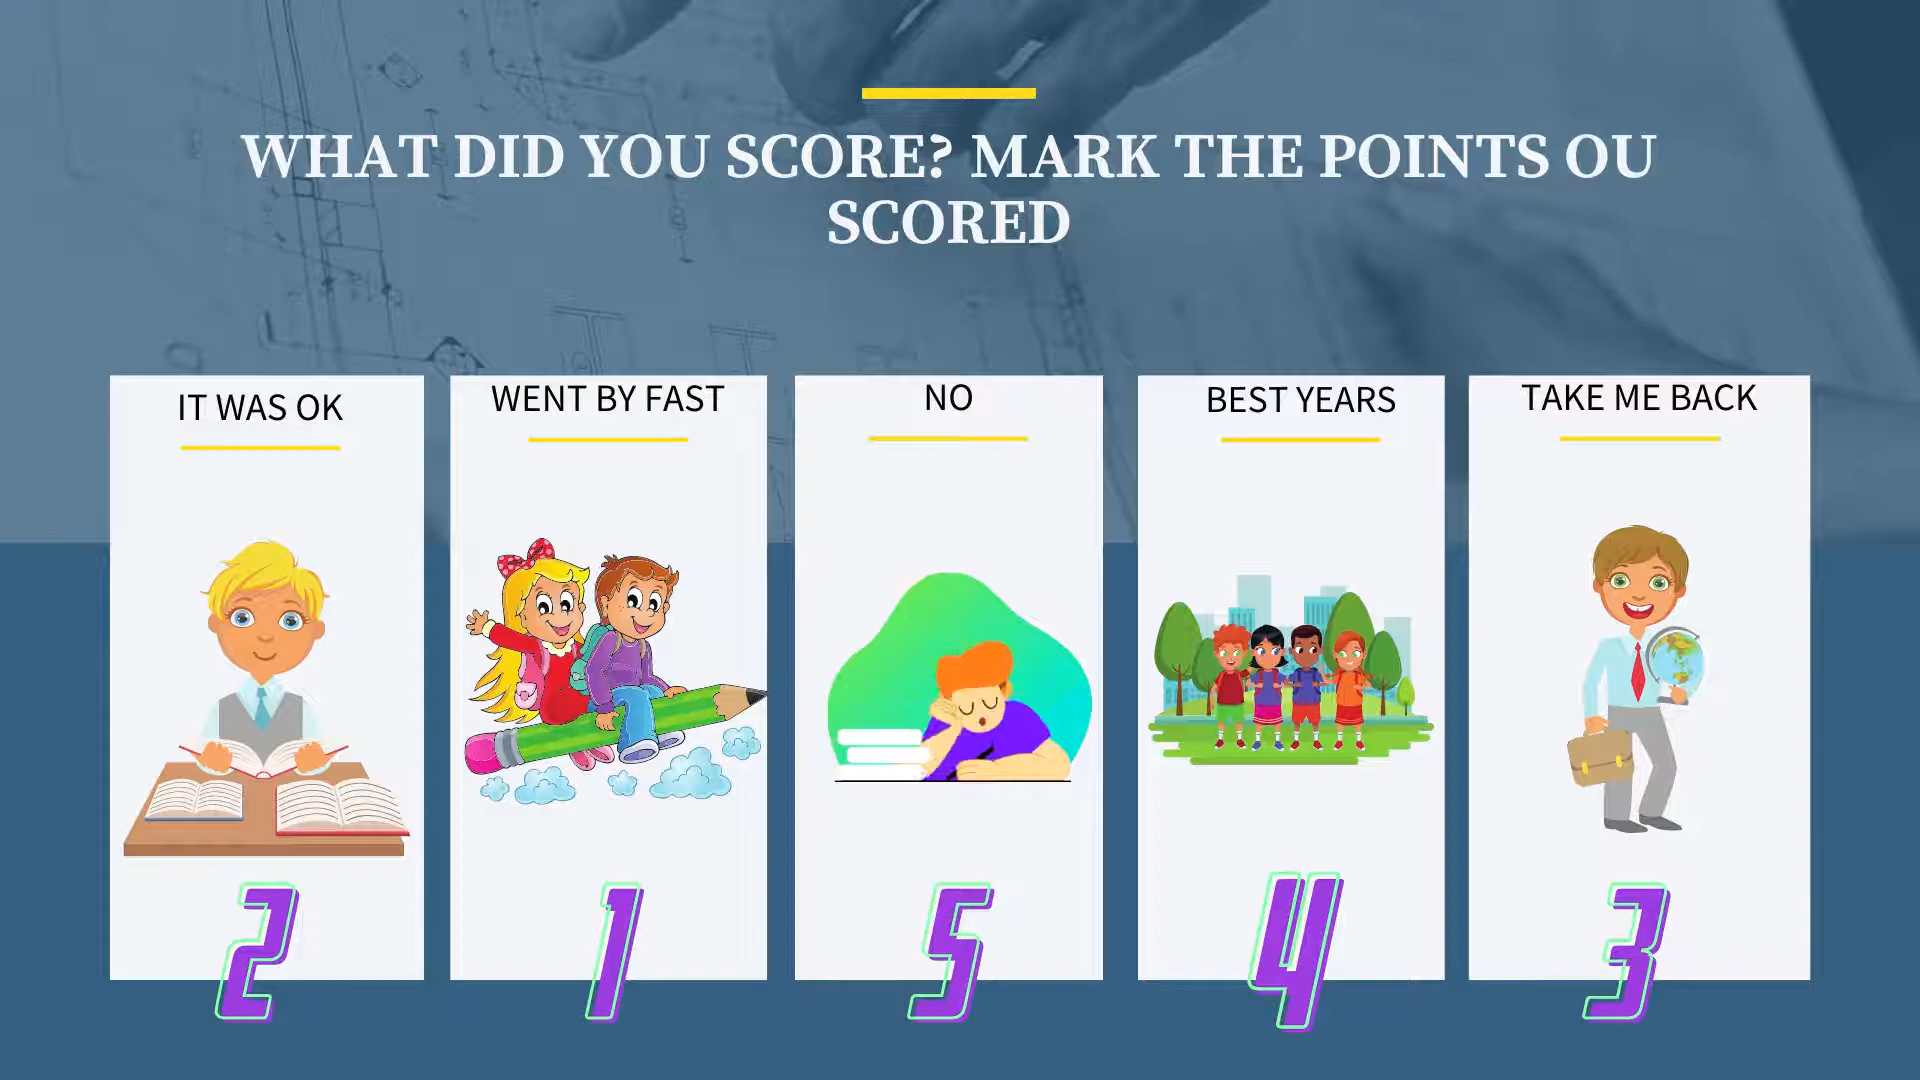 WHAT DID YOU SCORE? MARK THE POINTS OU
SCORED
IT WAS OK
WENT BY FAST
NO
BEST YEARS
TAKE ME BACK
2
1
5
4
3